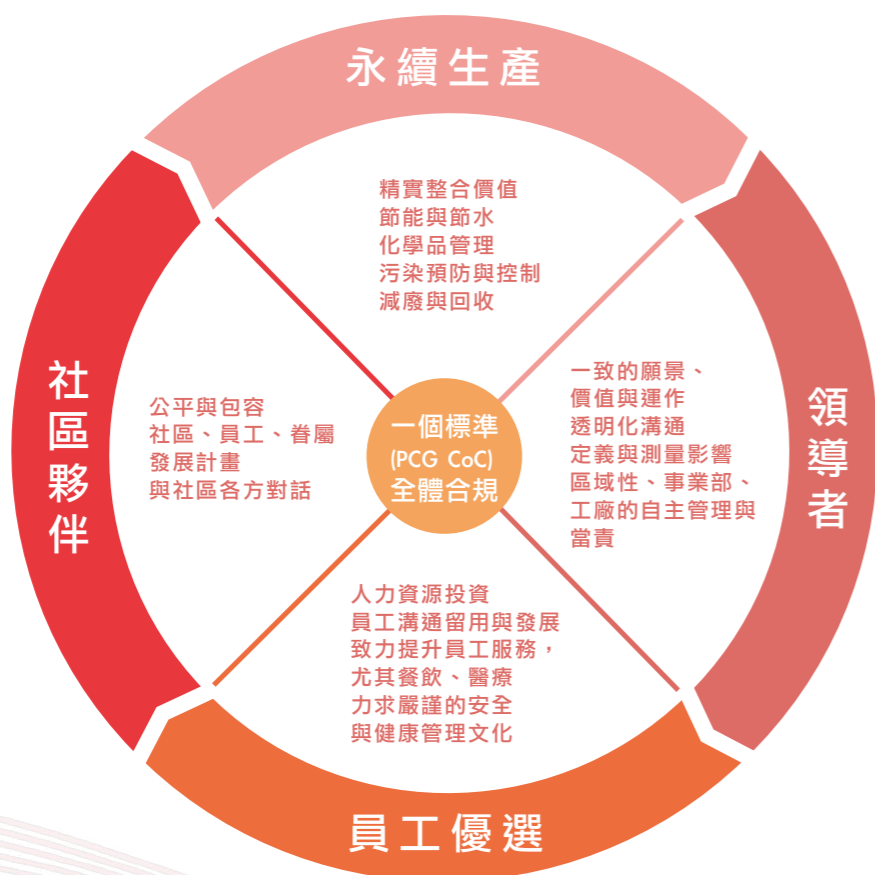 永續生產
精實整合價值
節能與節水
化學品管理
污染預防與控制
減廢與回收
社區夥伴
公平與包容
社區、員工、眷屬
發展計畫
與社區各方對話
一個標準
(PCG CoC)
全體合規
一致的願景、
價值與運作
透明化溝通
定義與測量影響
區域性、事業部、
工廠的自主管理與
當責
領導者
人力資源投資
員工溝通留用與發展
致力提升員工服務，
尤其餐飲、醫療
力求嚴謹的安全
與健康管理文化
員工優選